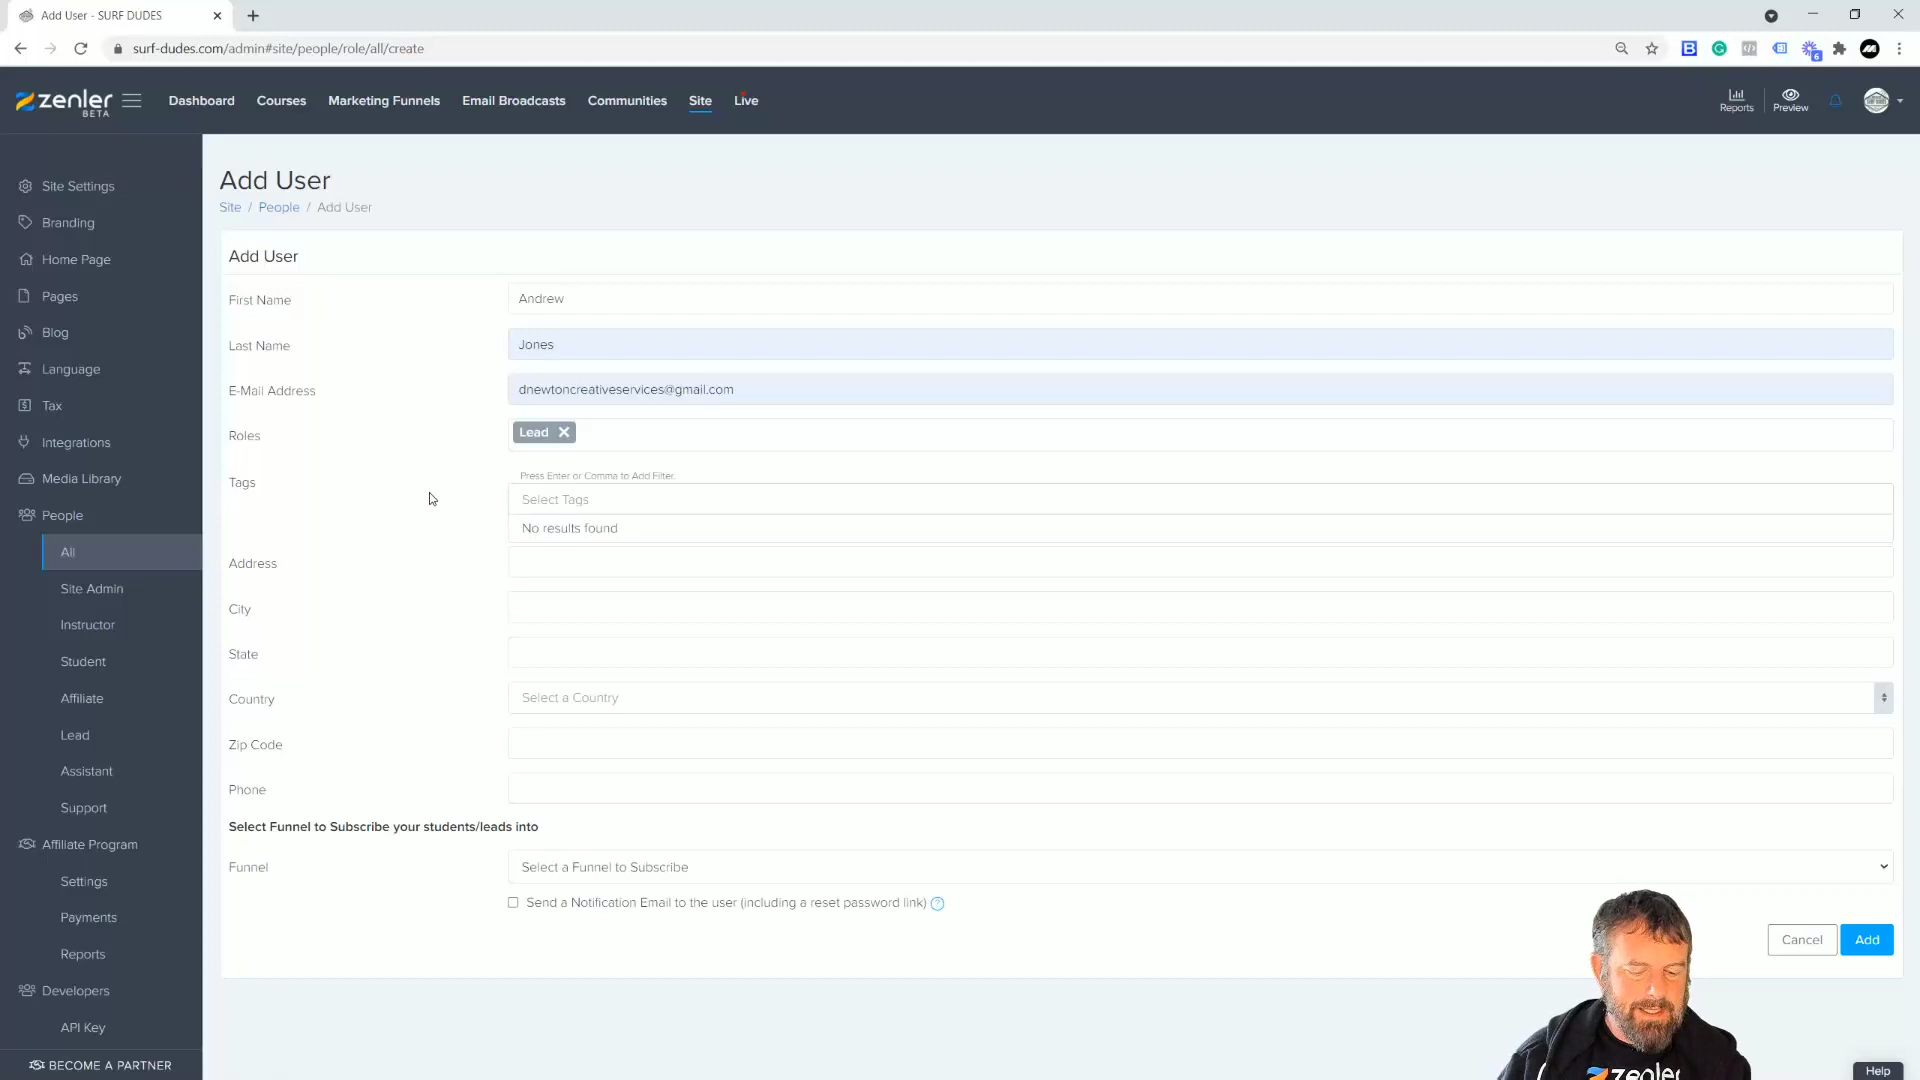 Add User - SURF DUDES
surf-dudes.com/admin#site/people/role/all/create
6
zenler
BETA
Dashboard
Courses
Marketing Funnels
Email Broadcasts
Communities
Site
Live
Reports
Preview
Site Settings
Branding
Home Page
Pages
Blog
Language
Tax
Integrations
Media Library
People
All
Site Admin
Instructor
Student
Affiliate
Lead
Assistant
Support
Affiliate Program
Settings
Payments
Reports
Developers
API Key
BECOME A PARTNER
Add User
Site / People / Add User
Add User
First Name
Andrew
Last Name
Jones
E-Mail Address
dnewtoncreativeservices@gmail.com
Roles
Lead
Tags
Press Enter or Comma to Add Filter.
Select Tags
No results found
Address
City
State
Country
Select a Country
Zip Code
Phone
Select Funnel to Subscribe your students/leads into
Funnel
Select a Funnel to Subscribe
Send a Notification Email to the user (including a reset password link) ?
Cancel
Add
zenler
Help